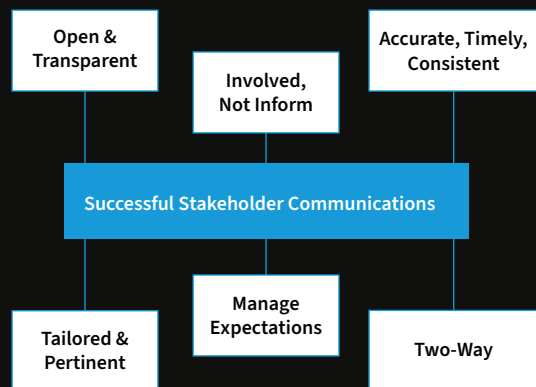 Open &
Transparent
Involved,
Not Inform
Accurate, Timely,
Consistent
Successful Stakeholder Communications
Tailored &
Pertinent
Manage
Expectations
Two-Way